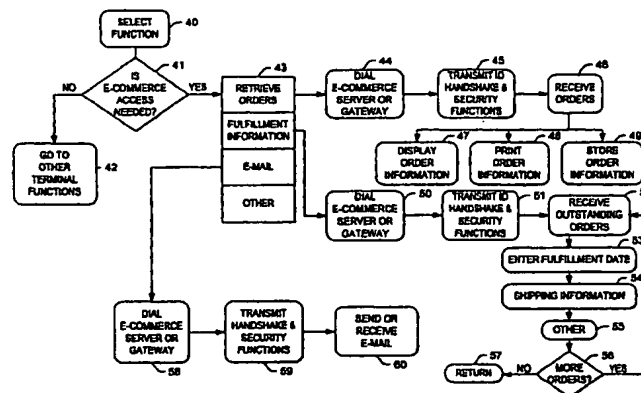 SELECT
FUNCTION
40
IS
E-COMMERCE
ACCESS
NEEDED?
41
NO
YES
GO TO
OTHER
TERMINAL
FUNCTIONS
42
43
RETRIEVE
ORDERS
FULFILLMENT
INFORMATION
E-MAIL
OTHER
44
DIAL
E-COMMERCE
SERVER OR
GATEWAY
45
TRANSMIT ID
HANDSHAKE &
SECURITY
FUNCTIONS
46
RECEIVE
ORDERS
47
DISPLAY
ORDER
INFORMATION
48
PRINT
ORDER
INFORMATION
49
STORE
ORDER
INFORMATION
DIAL
E-COMMERCE
SERVER OR
GATEWAY
50
TRANSMIT ID
HANDSHAKE &
SECURITY
FUNCTIONS
51
RECEIVE
OUTSTANDING
ORDERS
53
ENTER FULFILLMENT DATE
54
SHIPPING INFORMATION
OTHER
55
56
MORE
ORDERS?
NO
YES
57
RETURN
DIAL
E-COMMERCE
SERVER OR
GATEWAY
58
TRANSMIT
HANDSHAKE &
SECURITY
FUNCTIONS
59
SEND OR
RECEIVE
E-MAIL
60